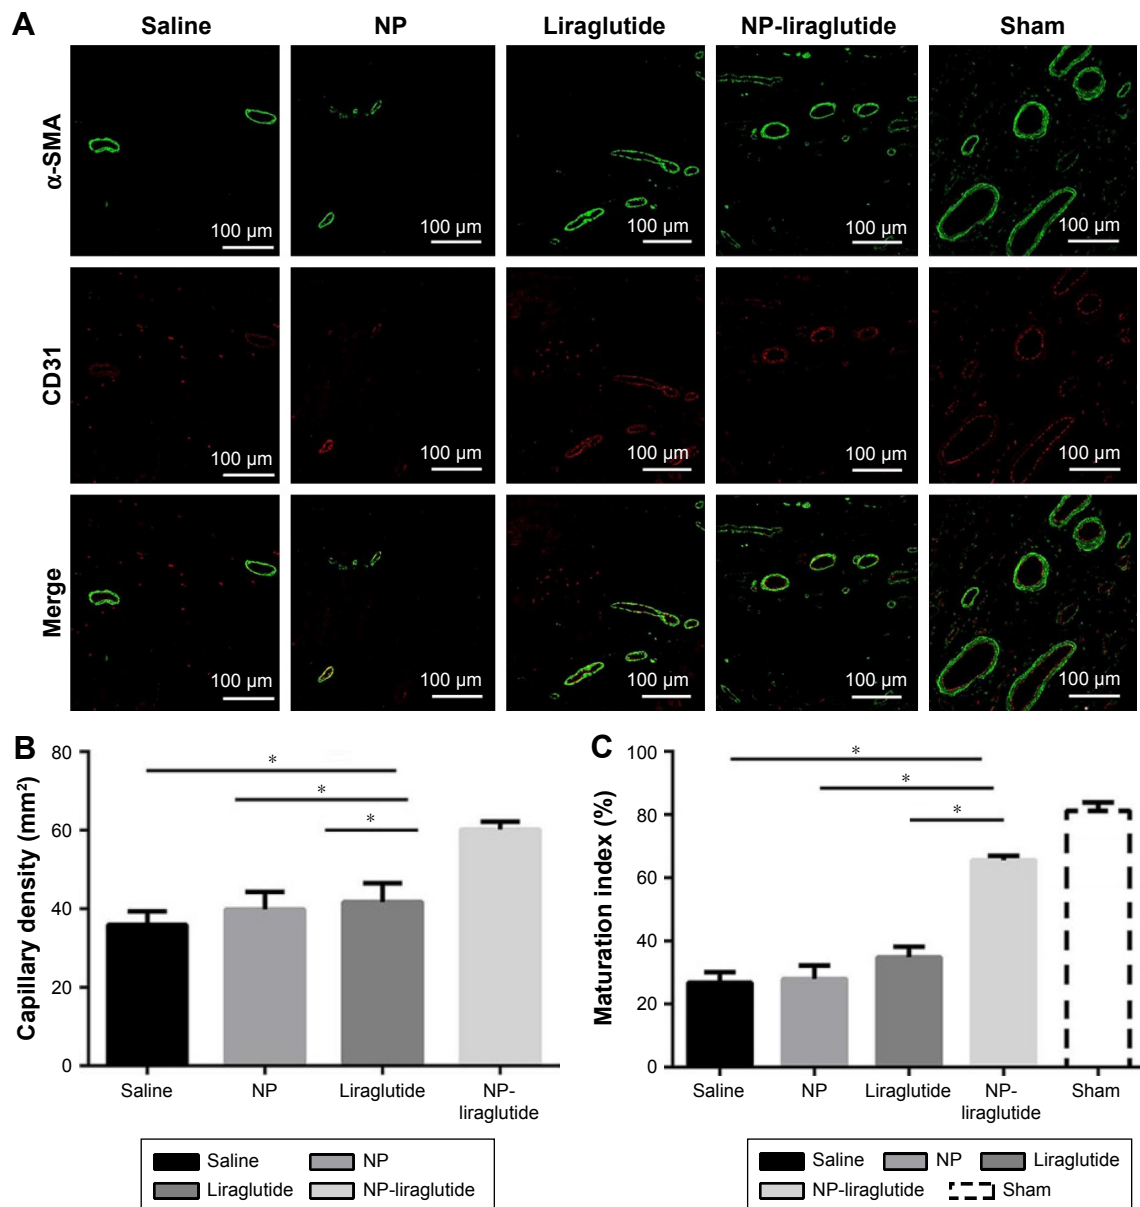 A
Saline NP Liraglutide NP-liraglutide Sham
α-SMA
100 µm 100 µm 100 µm 100 µm 100 µm
CD31
100 µm 100 µm 100 µm 100 µm 100 µm
Merge
100 µm 100 µm 100 µm 100 µm 100 µm
B
Capillary density (mm²)
80
60
40
20
0
*
*
*
Saline NP Liraglutide NP-
liraglutide
Saline NP
Liraglutide NP-liraglutide
C
Maturation index (%)
100
80
60
40
20
0
*
*
*
Saline NP Liraglutide NP- Sham
liraglutide
Saline NP Liraglutide
NP-liraglutide Sham